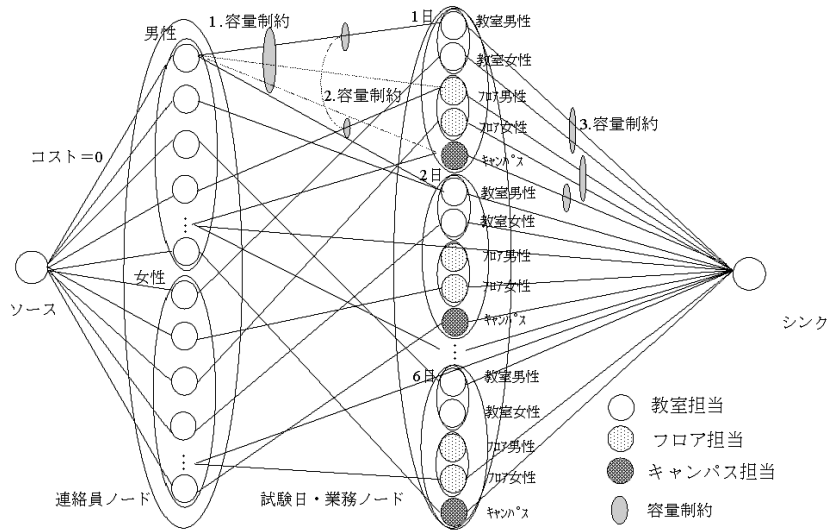 男性
1.容量制約
2.容量制約
コスト=0
女性
ソース
連絡員ノード
試験日・業務ノード
1日
教室男性
教室女性
ﾌﾛｱ男性
ﾌﾛｱ女性
ｷｬﾝﾊﾟｽ
2日
教室男性
教室女性
ﾌﾛｱ男性
ﾌﾛｱ女性
ｷｬﾝﾊﾟｽ
6日
教室男性
教室女性
ﾌﾛｱ男性
ﾌﾛｱ女性
ｷｬﾝﾊﾟｽ
3.容量制約
シンク
教室担当
フロア担当
キャンパス担当
容量制約